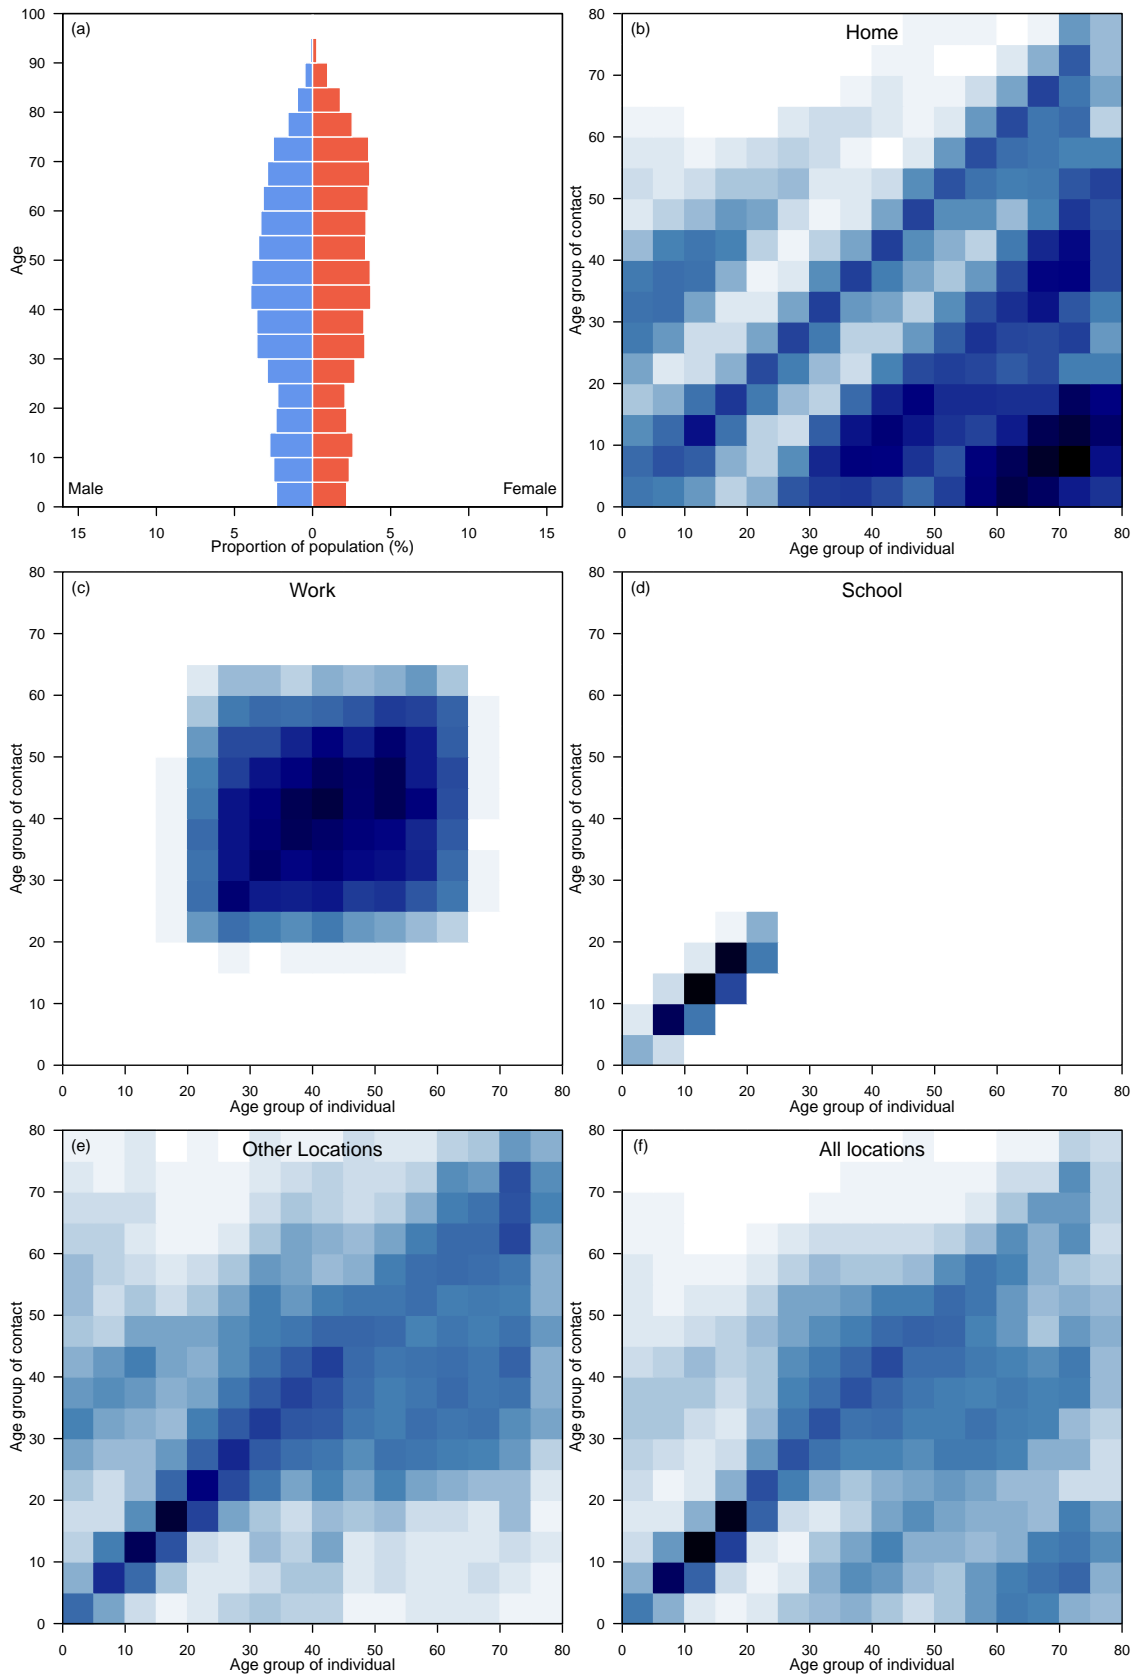 (a)
100
90
80
70
60
50
40
30
20
10
0
Age
Male
Female
15 10 5 0 5 10 15
Proportion of population (%)
(b)
Home
80
70
60
50
40
30
20
10
0
Age group of contact
0 10 20 30 40 50 60 70 80
Age group of individual
(c)
Work
80
70
60
50
40
30
20
10
0
Age group of contact
0 10 20 30 40 50 60 70 80
Age group of individual
(d)
School
80
70
60
50
40
30
20
10
0
Age group of contact
0 10 20 30 40 50 60 70 80
Age group of individual
(e)
Other Locations
80
70
60
50
40
30
20
10
0
Age group of contact
0 10 20 30 40 50 60 70 80
Age group of individual
(f)
All locations
80
70
60
50
40
30
20
10
0
Age group of contact
0 10 20 30 40 50 60 70 80
Age group of individual